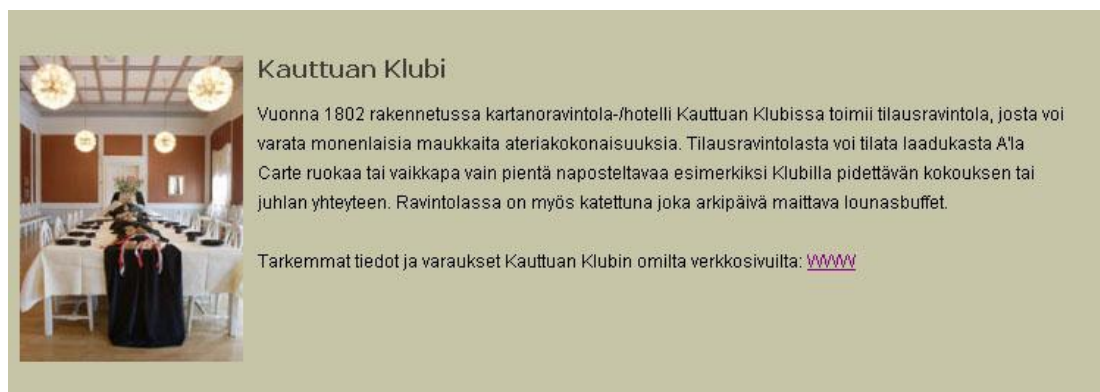 Kauttuan Klubi
Vuonna 1802 rakennetussa kartanoravintola-/hotelli Kauttuan Klubissa toimii tilausravintola, josta voi
varata monenlaisia maukkaita ateriakokonaisuuksia. Tilausravintolasta voi tilata laadukasta A'la
Carte ruokaa tai vaikkapa vain pientä naposteltavaa esimerkiksi Klubilla pidettävän kokouksen tai
juhlan yhteyteen. Ravintolassa on myös katettuna joka arkipäivä maittava lounasbuffet.
Tarkemmat tiedot ja varaukset Kauttuan Klubin omilta verkkosivuilta: WWW